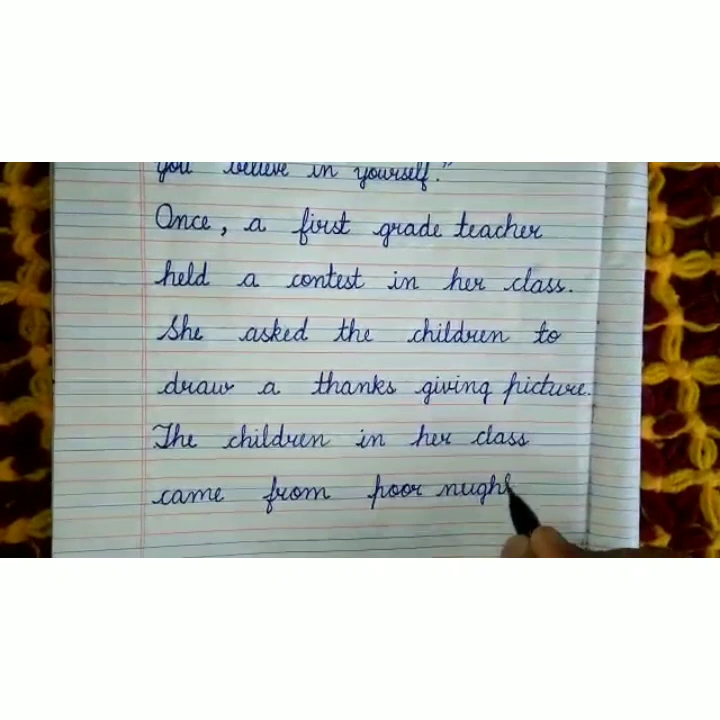 you believe in yourself."
Once, a first grade teacher
held a contest in her class.
She asked the children to
draw a thanks giving picture.
The children in her class
came from poor nugh